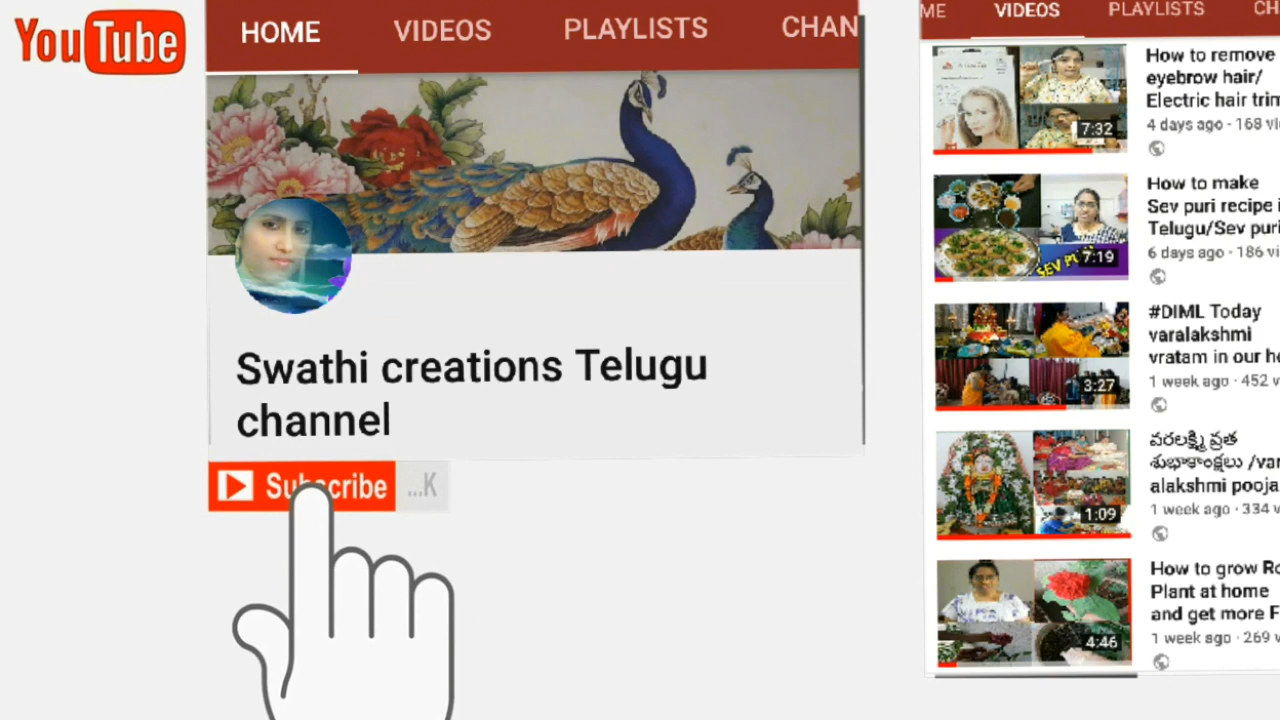 YouTube
HOME VIDEOS PLAYLISTS CHAN
Swathi creations Telugu
channel
Subscribe ...K
ME VIDEOS PLAYLISTS CH
How to remove
eyebrow hair/
Electric hair trim
4 days ago · 168 vi
7:32
How to make
Sev puri recipe i
Telugu/Sev puri
6 days ago · 186 vi
SEV PURI
7:19
#DIML Today
varalakshmi
vratam in our h
1 week ago · 452 v
3:27
వరలక్ష్మి వ్రత
శుభాకాంక్షలు /var
alakshmi pooja
1 week ago · 334 v
1:09
How to grow Ro
Plant at home
and get more F
1 week ago · 269 v
4:46